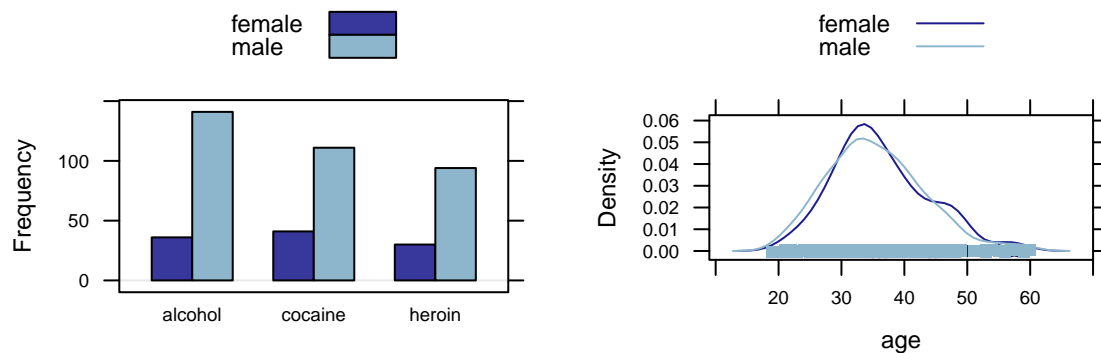 female
male
Frequency
100
50
0
alcohol cocaine heroin
female
male
Density
0.06
0.05
0.04
0.03
0.02
0.01
0.00
20 30 40 50 60
age